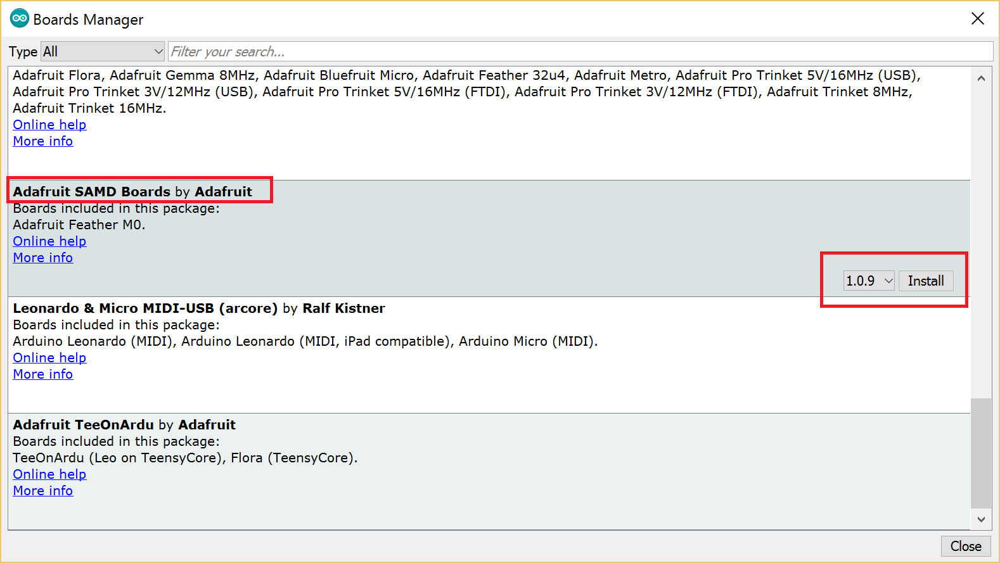 Boards Manager
Type All Filter your search...
Adafruit Flora, Adafruit Gemma 8MHz, Adafruit Bluefruit Micro, Adafruit Feather 32u4, Adafruit Metro, Adafruit Pro Trinket 5V/16MHz (USB),
Adafruit Pro Trinket 3V/12MHz (USB), Adafruit Pro Trinket 5V/16MHz (FTDI), Adafruit Pro Trinket 3V/12MHz (FTDI), Adafruit Trinket 8MHz,
Adafruit Trinket 16MHz.
Online help
More info
Adafruit SAMD Boards by Adafruit
Boards included in this package:
Adafruit Feather M0.
Online help
More info
1.0.9 Install
Leonardo & Micro MIDI-USB (arcore) by Ralf Kistner
Boards included in this package:
Arduino Leonardo (MIDI), Arduino Leonardo (MIDI, iPad compatible), Arduino Micro (MIDI).
Online help
More info
Adafruit TeeOnArdu by Adafruit
Boards included in this package:
TeeOnArdu (Leo on TeensyCore), Flora (TeensyCore).
Online help
More info
Close